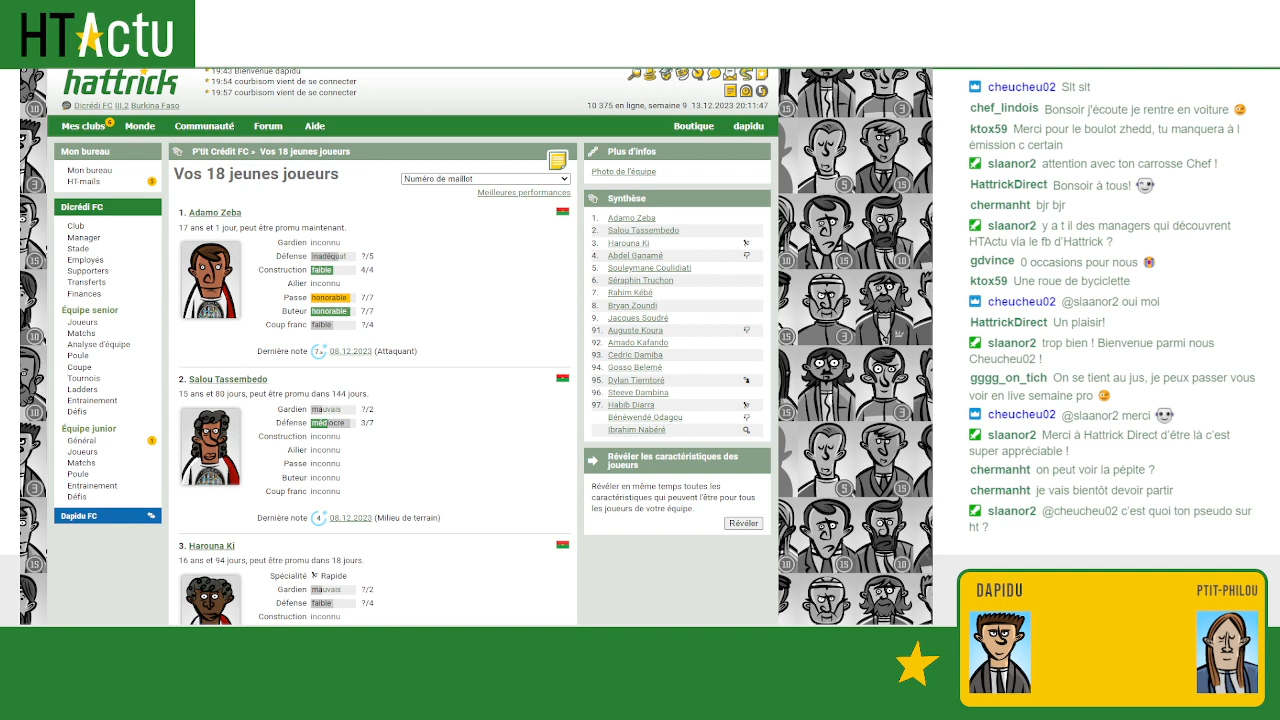 HTActu
hattrick
19:43 Bienvenue dapidu
19:54 courbisom vient de se connecter
19:57 courbisom vient de se connecter
Dicrédi FC III.2 Burkina Faso
10 375 en ligne, semaine 9 13.12.2023 20:11:47
Mes clubs 6 Monde Communauté Forum Aide Boutique dapidu
Mon bureau
Mon bureau
HT-mails 5
Dicrédi FC
Club
Manager
Stade
Employés
Supporters
Transferts
Finances
Équipe senior
Joueurs
Matchs
Analyse d'équipe
Poule
Coupe
Tournois
Ladders
Entrainement
Défis
Équipe junior
Général 1
Joueurs
Matchs
Poule
Entrainement
Défis
Dapidu FC
P'tit Crédit FC » Vos 18 jeunes joueurs
Vos 18 jeunes joueurs
Numéro de maillot
Meilleures performances
1. Adamo Zeba
17 ans et 1 jour, peut être promu maintenant.
Gardien inconnu
Défense inadéquat ?/5
Construction faible 4/4
Ailier inconnu
Passe honorable ?/7
Buteur honorable 7/7
Coup franc faible ?/4
Dernière note 7 08.12.2023 (Attaquant)
2. Salou Tassembedo
15 ans et 80 jours, peut être promu dans 144 jours.
Gardien mauvais ?/2
Défense médiocre 3/7
Construction inconnu
Ailier inconnu
Passe inconnu
Buteur inconnu
Coup franc inconnu
Dernière note 4 08.12.2023 (Milieu de terrain)
3. Harouna Ki
16 ans et 94 jours, peut être promu dans 18 jours.
Spécialité Rapide
Gardien mauvais ?/2
Défense faible ?/4
Construction inconnu
Plus d'infos
Photo de l'équipe
Synthèse
1. Adamo Zeba
2. Salou Tassembedo
3. Harouna Ki
4. Abdel Ganamé
5. Souleymane Coulidiati
6. Séraphin Truchon
7. Rahim Kébé
8. Bryan Zoundi
9. Jacques Soudré
91. Auguste Koura
92. Amado Kafando
93. Cedric Damiba
94. Gosso Belemé
95. Dylan Tiemtoré
96. Steeve Dambina
97. Habib Diarra
Bénéwendé Odagou
Ibrahim Nabéré
Révéler les caractéristiques des
joueurs
Révéler en même temps toutes les
caractéristiques qui peuvent l'être pour tous
les joueurs de votre équipe.
Révéler
cheucheu02 Slt slt
chef_lindois Bonsoir j'écoute je rentre en voiture
ktox59 Merci pour le boulot zhedd, tu manquera à l
émission c certain
slaanor2 attention avec ton carrosse Chef !
HattrickDirect Bonsoir à tous!
chermanht bjr bjr
slaanor2 y a t il des managers qui découvrent
HTActu via le fb d'Hattrick ?
gdvince 0 occasions pour nous
ktox59 Une roue de byciclette
cheucheu02 @slaanor2 oui moi
HattrickDirect Un plaisir!
slaanor2 trop bien ! Bienvenue parmi nous
Cheucheu02 !
gggg_on_tich On se tient au jus, je peux passer vous
voir en live semaine pro
cheucheu02 @slaanor2 merci
slaanor2 Merci à Hattrick Direct d'être là c'est
super appréciable !
chermanht on peut voir la pépite ?
chermanht je vais bientôt devoir partir
slaanor2 @cheucheu02 c'est quoi ton pseudo sur
ht ?
DAPIDU PTIT-PHILOU